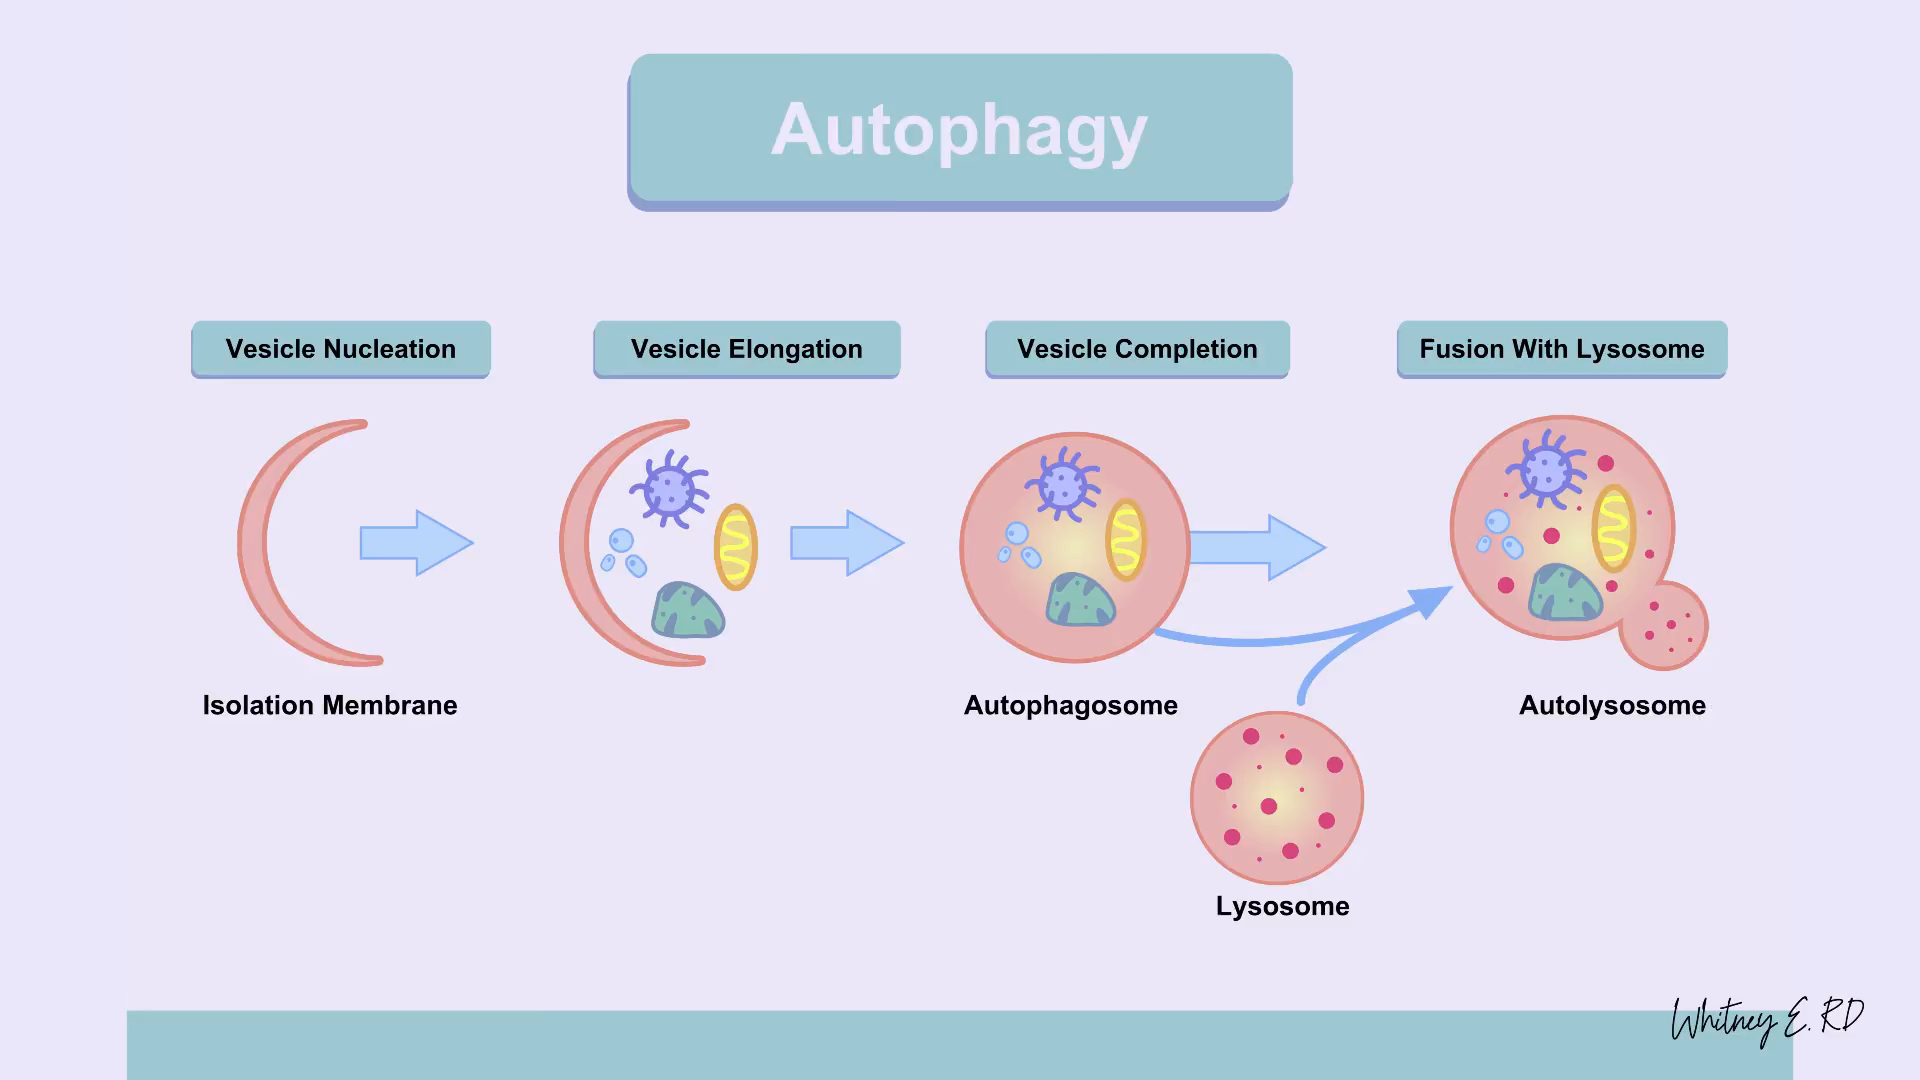 Autophagy
Vesicle Nucleation
Vesicle Elongation
Vesicle Completion
Fusion With Lysosome
Isolation Membrane
Autophagosome
Autolysosome
Lysosome
Whitney E. RD